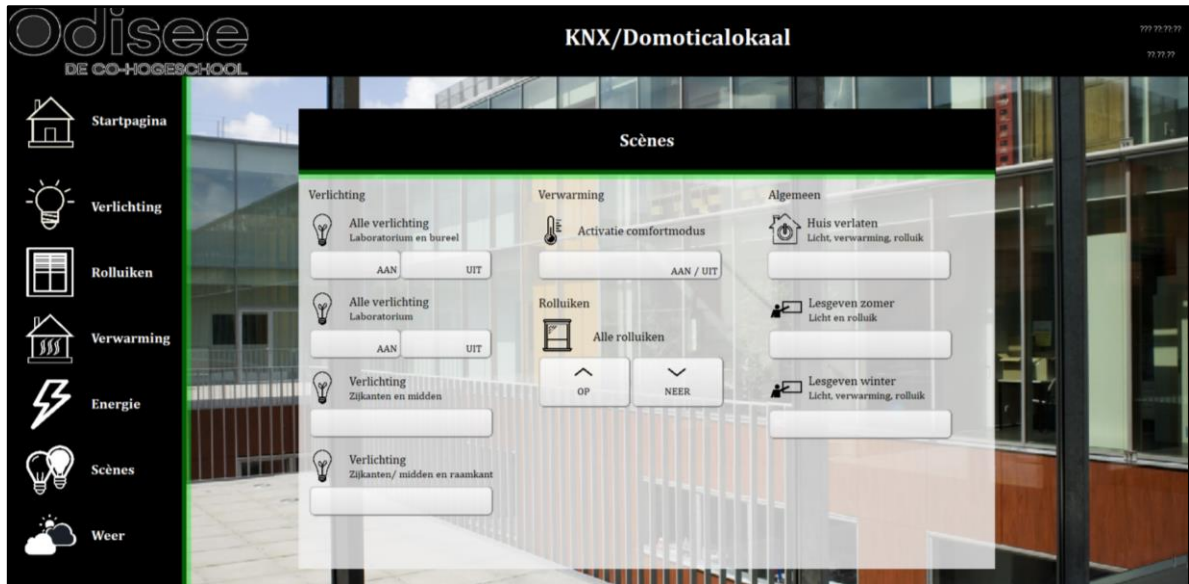 Odisee
DE CO-HOGESCHOOL
KNX/Domoticalokaal
??? ??:??:??
??.??.??
Startpagina
Verlichting
Rolluiken
Verwarming
Energie
Scènes
Weer
Scènes
Verlichting
Alle verlichting
Laboratorium en bureel
AAN UIT
Alle verlichting
Laboratorium
AAN UIT
Verlichting
Zijkanten en midden
Verlichting
Zijkanten/ midden en raamkant
Verwarming
Activatie comfortmodus
AAN / UIT
Rolluiken
Alle rolluiken
OP NEER
Algemeen
Huis verlaten
Licht, verwarming, rolluik
Lesgeven zomer
Licht en rolluik
Lesgeven winter
Licht, verwarming, rolluik